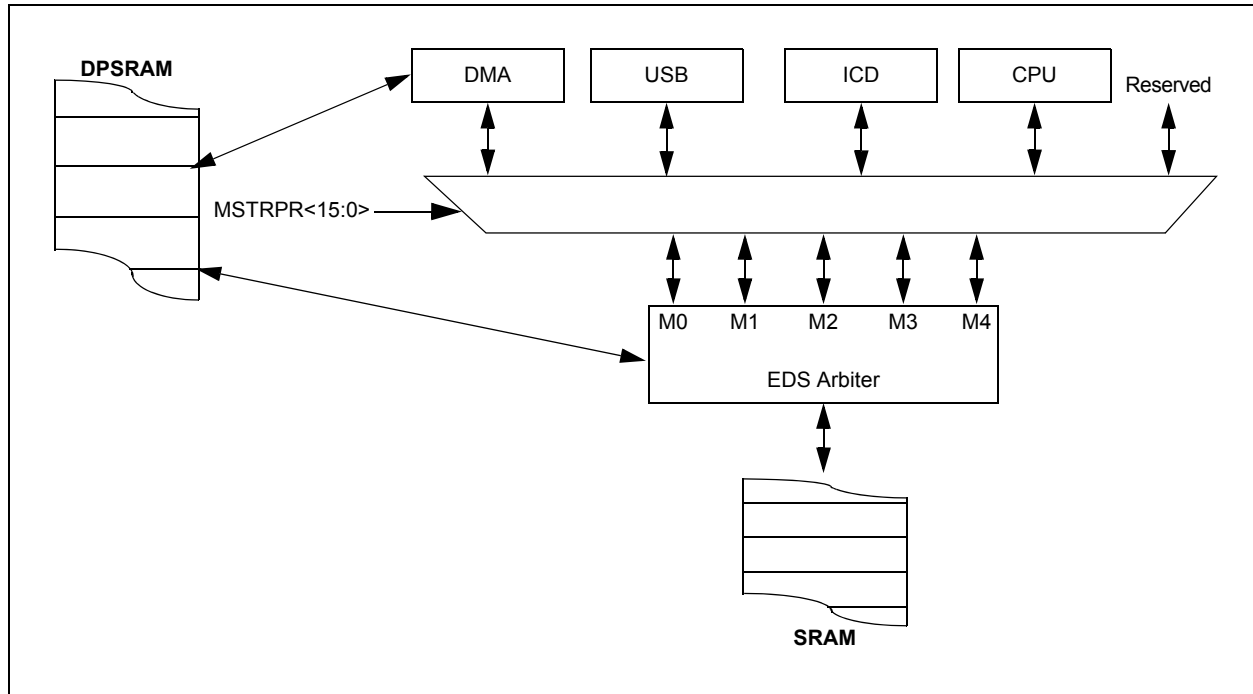 DPSRAM
DMA
USB
ICD
CPU
Reserved
MSTRPR<15:0>
M0 M1 M2 M3 M4
EDS Arbiter
SRAM